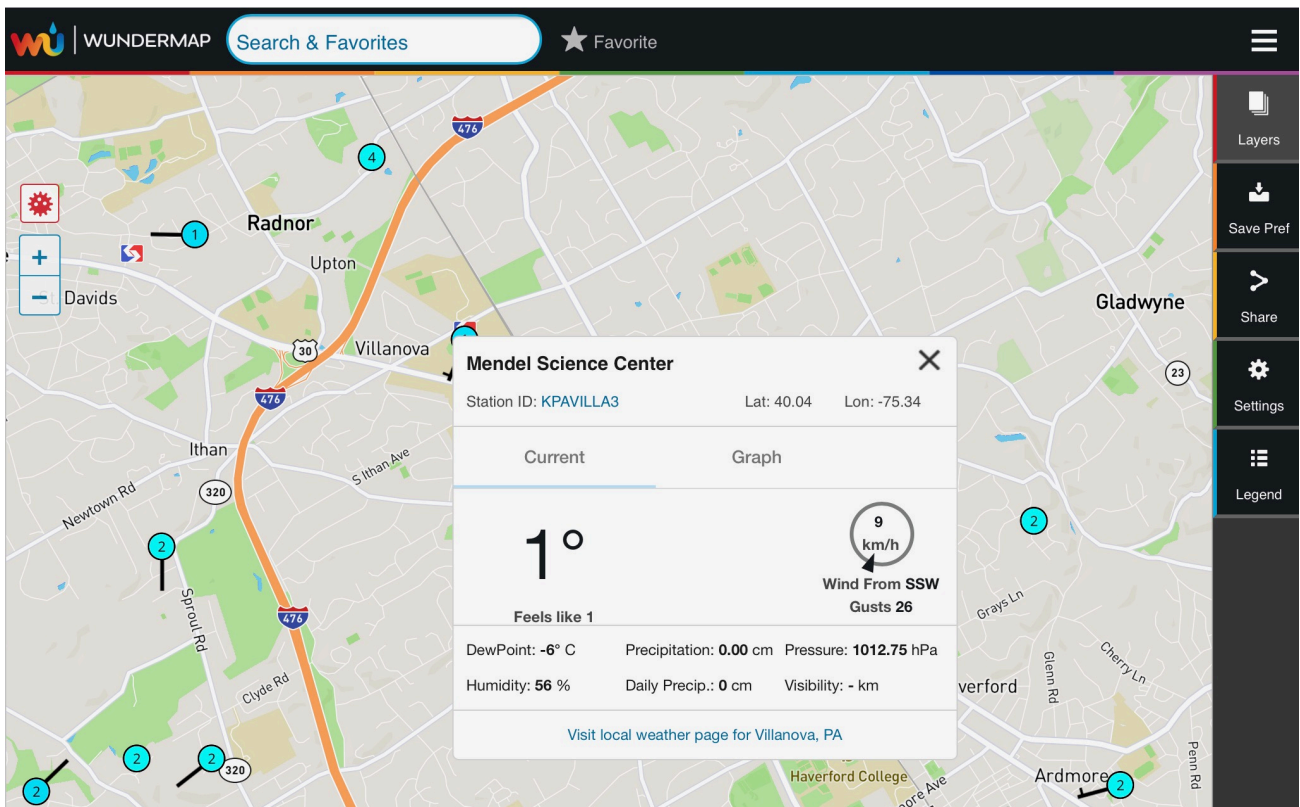 WU | WUNDERMAP
Search & Favorites
Favorite
Layers
Save Pref
Share
Settings
Legend
476
4
Radnor
1
Upton
+
−
Davids
Gladwyne
30
Villanova
23
476
Ithan
S Ithan Ave
320
Newtown Rd
2
Sproul Rd
476
Clyde Rd
2
2
320
2
Mendel Science Center
Station ID: KPAVILLA3 Lat: 40.04 Lon: -75.34
Current Graph
1°
Feels like 1
9
km/h
Wind From SSW
Gusts 26
DewPoint: -6° C Precipitation: 0.00 cm Pressure: 1012.75 hPa
Humidity: 56 % Daily Precip.: 0 cm Visibility: - km
Visit local weather page for Villanova, PA
2
Grays Ln
Glenn Rd
Cherry Ln
verford
Haverford College
ore Ave
Ardmore
2
Penn Rd